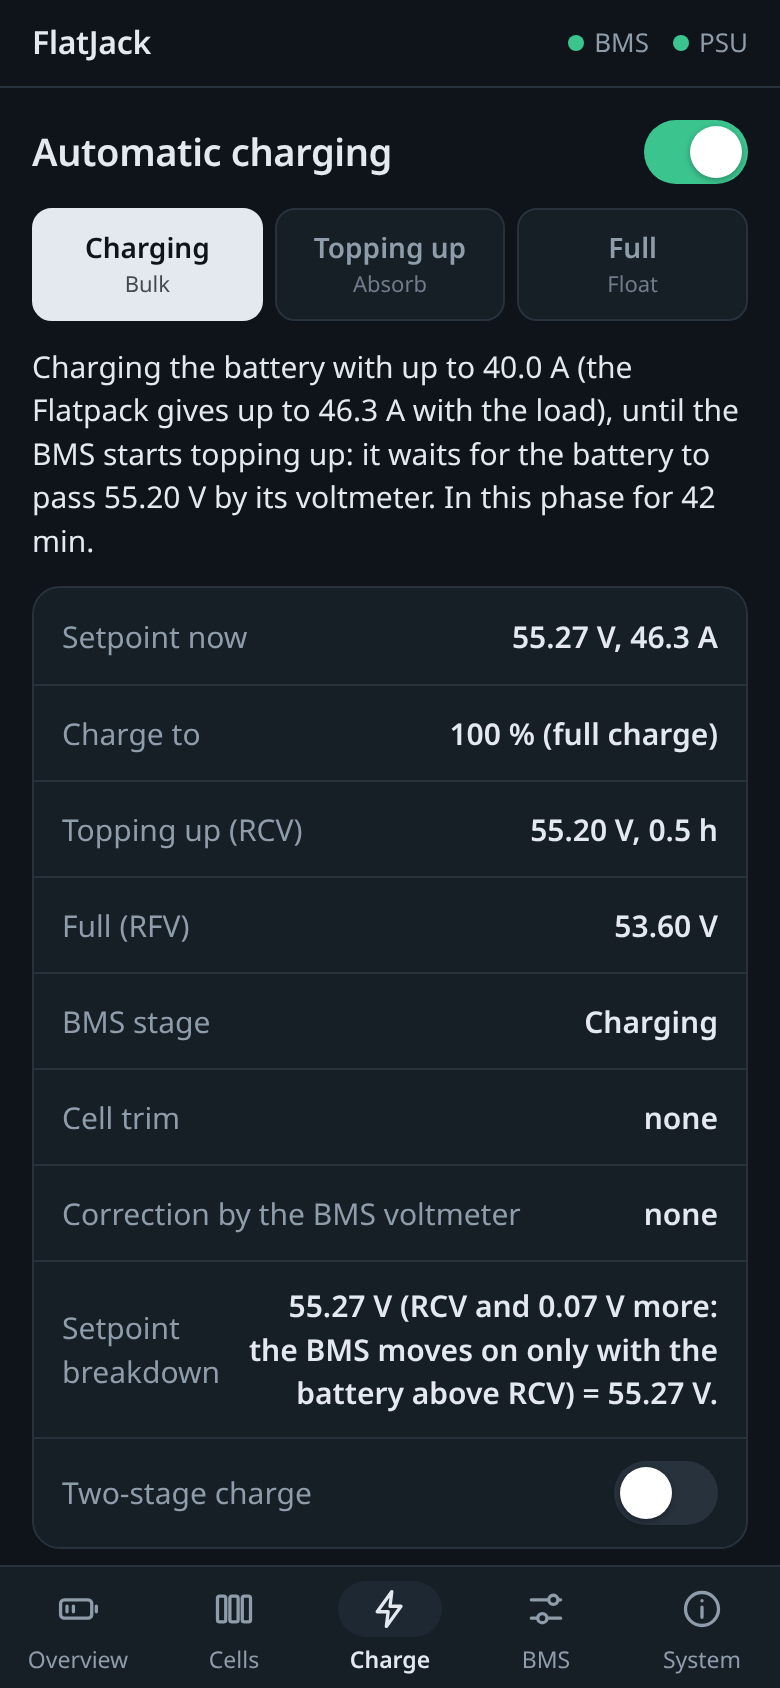 FlatJack
BMS
PSU
Automatic charging
Charging
Bulk
Topping up
Absorb
Full
Float
Charging the battery with up to 40.0 A (the
Flatpack gives up to 46.3 A with the load), until the
BMS starts topping up: it waits for the battery to
pass 55.20 V by its voltmeter. In this phase for 42
min.
Setpoint now
55.27 V, 46.3 A
Charge to
100 % (full charge)
Topping up (RCV)
55.20 V, 0.5 h
Full (RFV)
53.60 V
BMS stage
Charging
Cell trim
none
Correction by the BMS voltmeter
none
Setpoint
breakdown
55.27 V (RCV and 0.07 V more:
the BMS moves on only with the
battery above RCV) = 55.27 V.
Two-stage charge
Overview
Cells
Charge
BMS
System